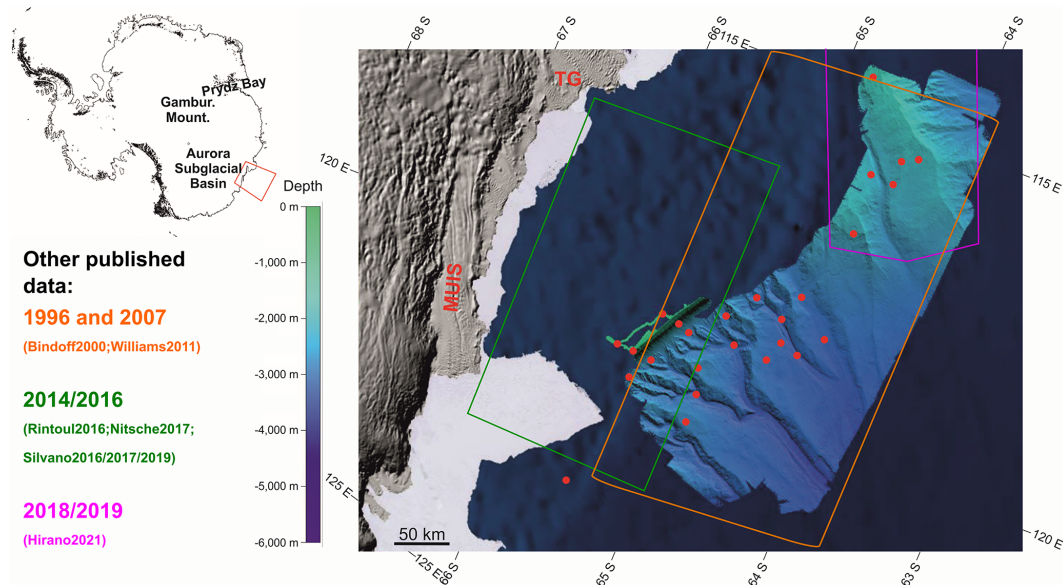 Prydz Bay
Gambur.
Mount.
Aurora
Subglacial
Basin
Depth
0 m
-1,000 m
-2,000 m
-3,000 m
-4,000 m
-5,000 m
-6,000 m
Other published
data:
1996 and 2007
(Bindoff2000;Williams2011)
2014/2016
(Rintoul2016;Nitsche2017;
Silvano2016/2017/2019)
2018/2019
(Hirano2021)
68 S
67 S
66 S
115 E
65 S
64 S
120 E
115 E
TG
MUIS
125 E
50 km
125 E
66 S
65 S
64 S
63 S
120 E